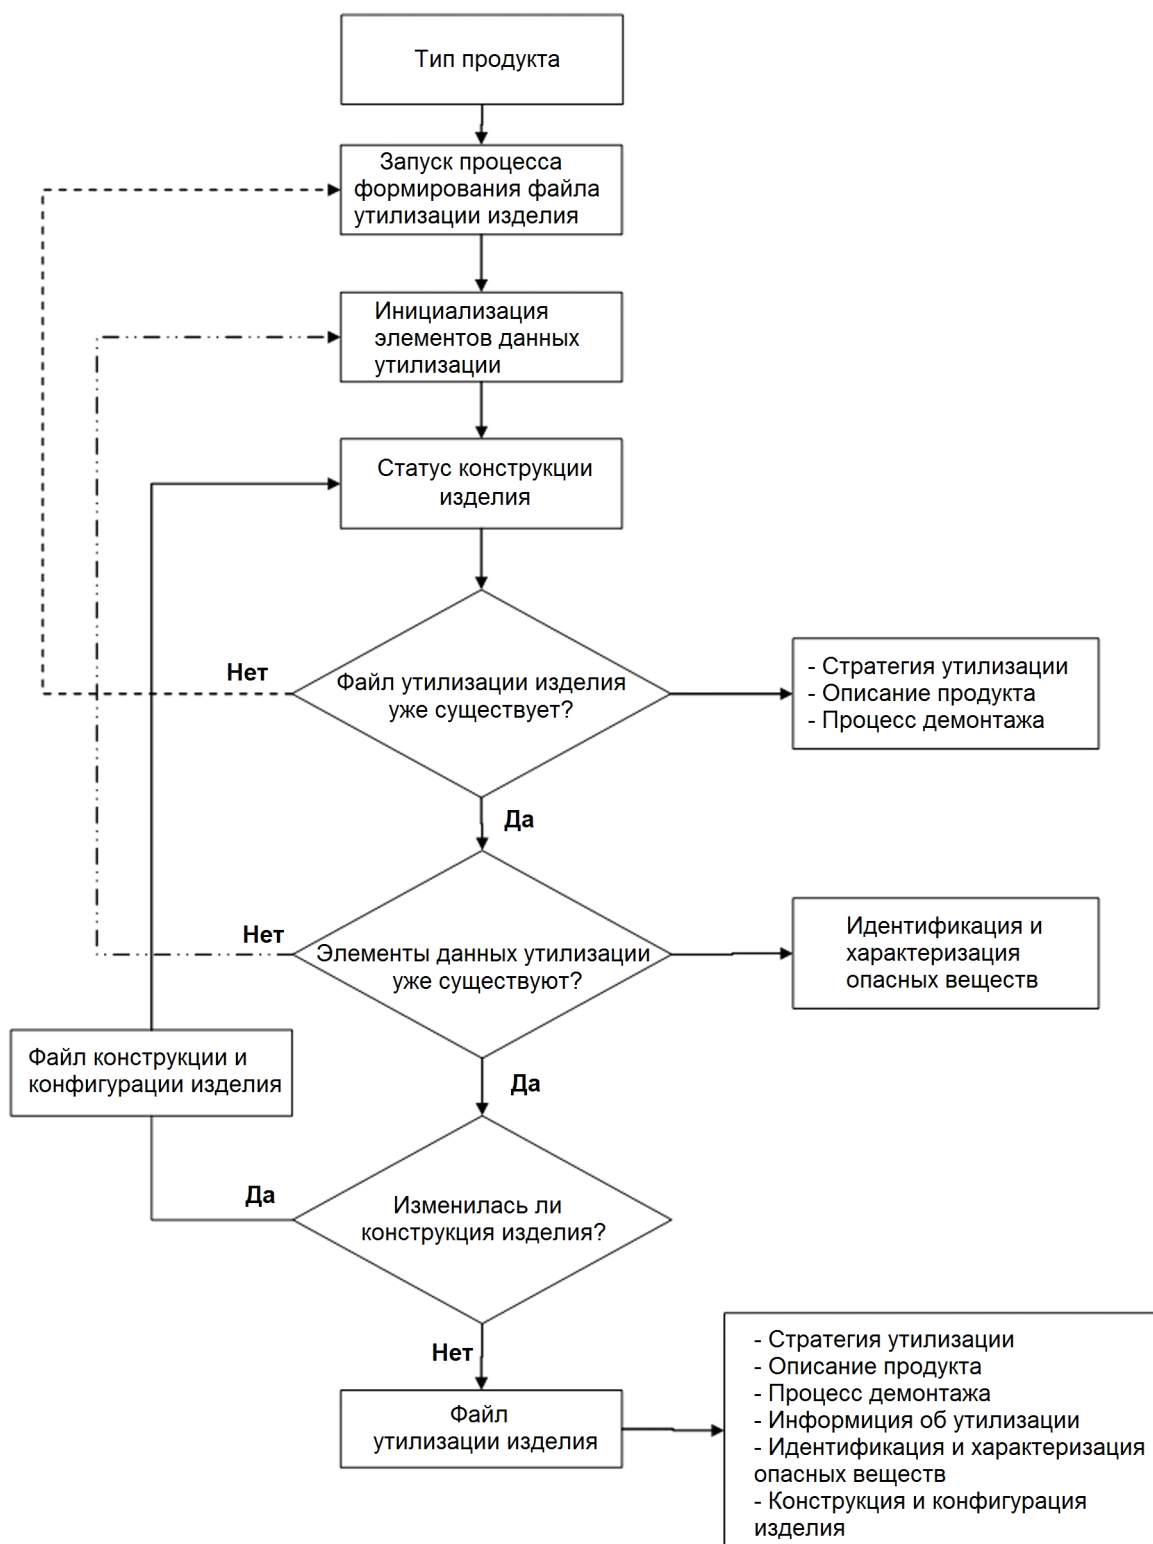 Тип продукта
Запуск процесса
формирования файла
утилизации изделия
Инициализация
элементов данных
утилизации
Статус конструкции
изделия
Нет
Файл утилизации изделия
уже существует?
- Стратегия утилизации
- Описание продукта
- Процесс демонтажа
Да
Нет
Элементы данных утилизации
уже существуют?
Идентификация и
характеризация
опасных веществ
Файл конструкции и
конфигурации изделия
Да
Да
Изменилась ли
конструкция изделия?
Нет
Файл
утилизации изделия
- Стратегия утилизации
- Описание продукта
- Процесс демонтажа
- Информиция об утилизации
- Идентификация и характеризация
опасных веществ
- Конструкция и конфигурация
изделия